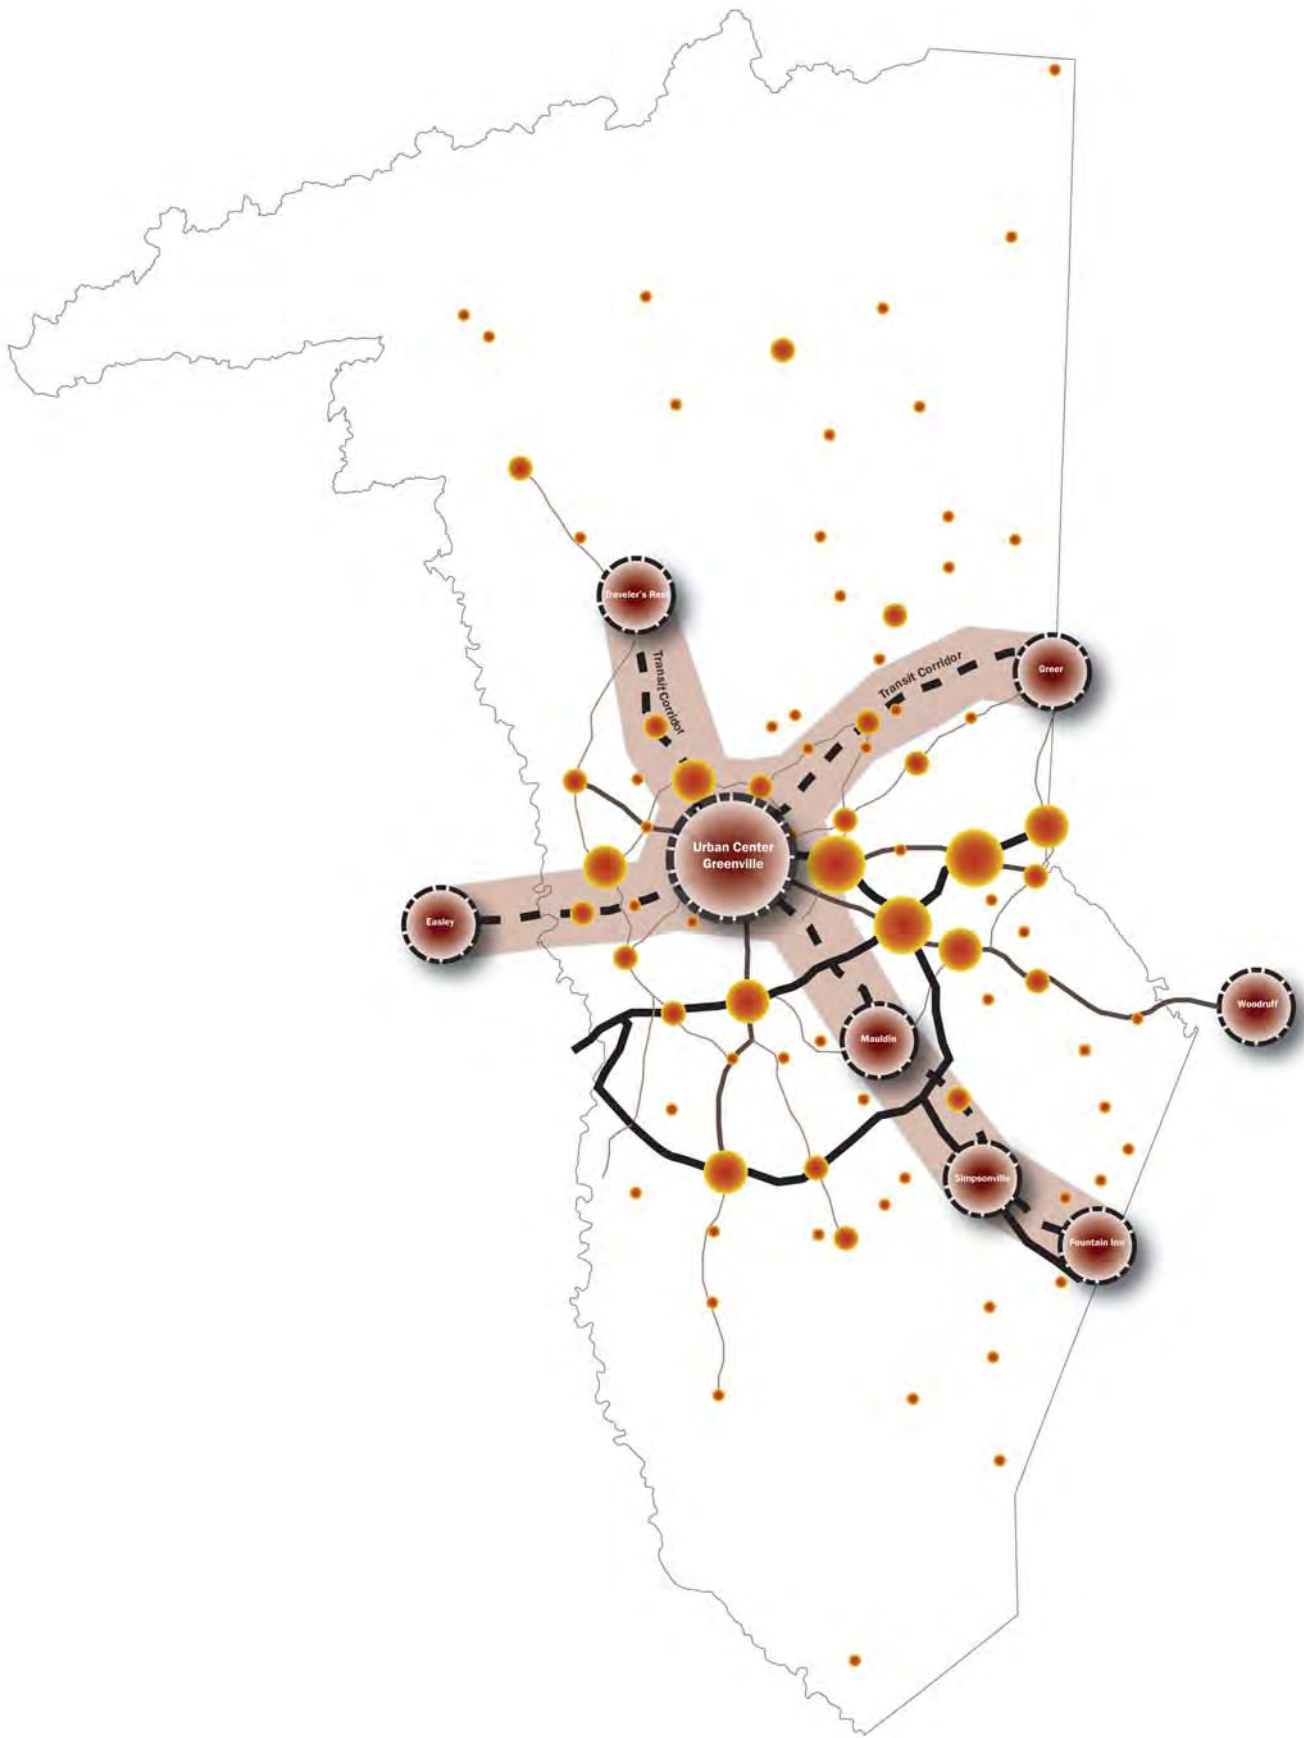 Traveler's Rest
Transit Corridor
Transit Corridor
Greer
Urban Center
Greenville
Easley
Woodruff
Mauldin
Simpsonville
Fountain Inn